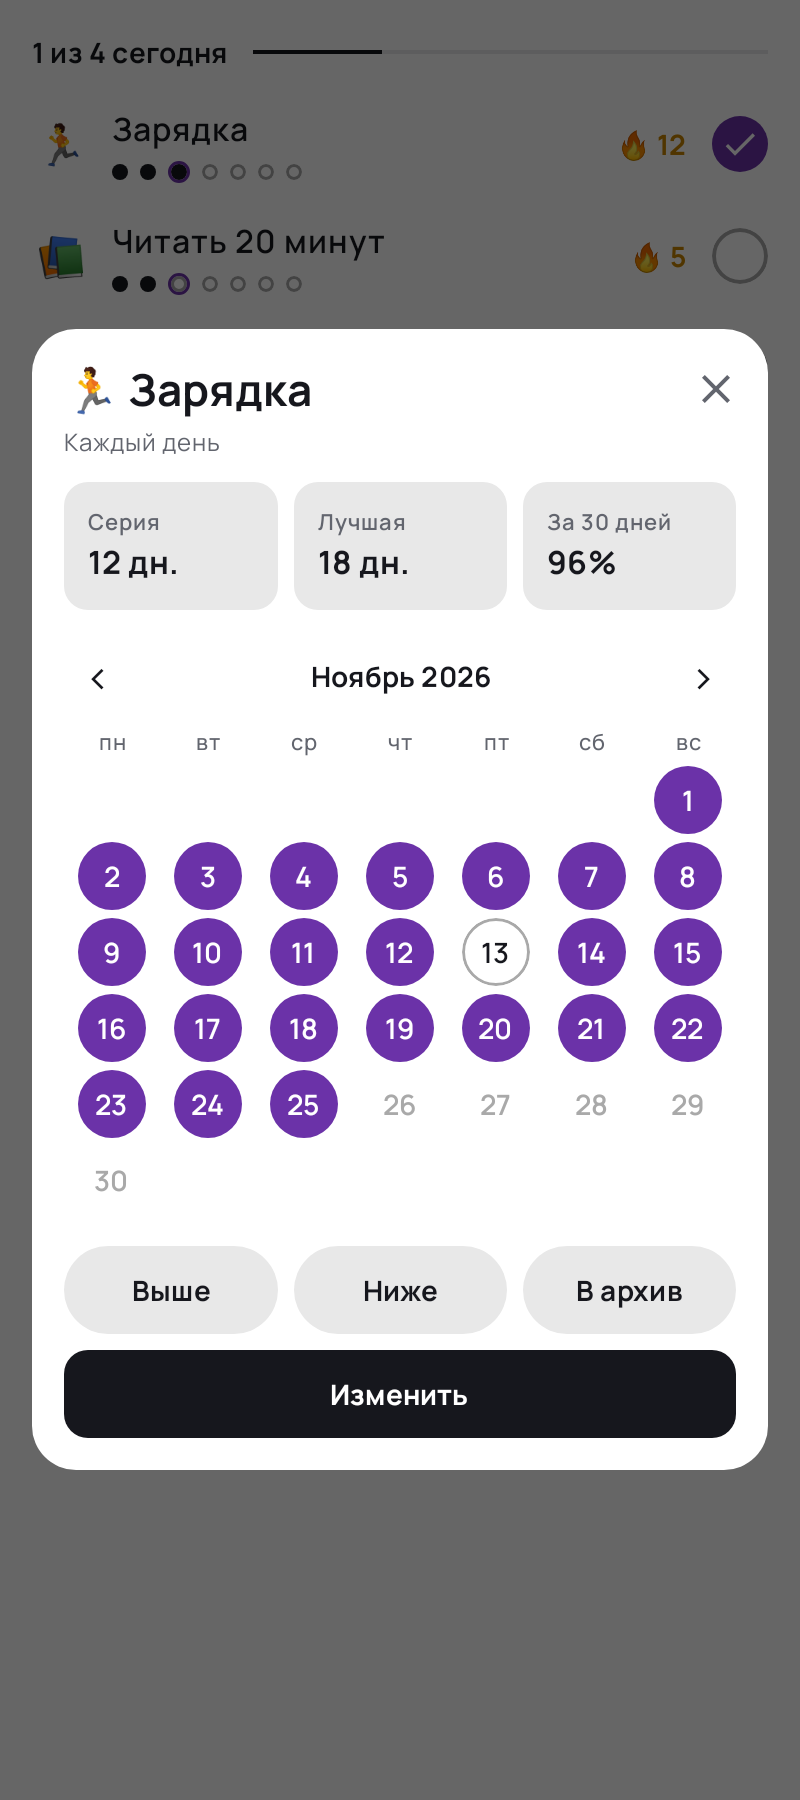 1 из 4 сегодня
Зарядка
12
Читать 20 минут
5
Зарядка
Каждый день
Серия
12 дн.
Лучшая
18 дн.
За 30 дней
96%
Ноябрь 2026
пн вт ср чт пт сб вс
1
2 3 4 5 6 7 8
9 10 11 12 13 14 15
16 17 18 19 20 21 22
23 24 25 26 27 28 29
30
Выше Ниже В архив
Изменить